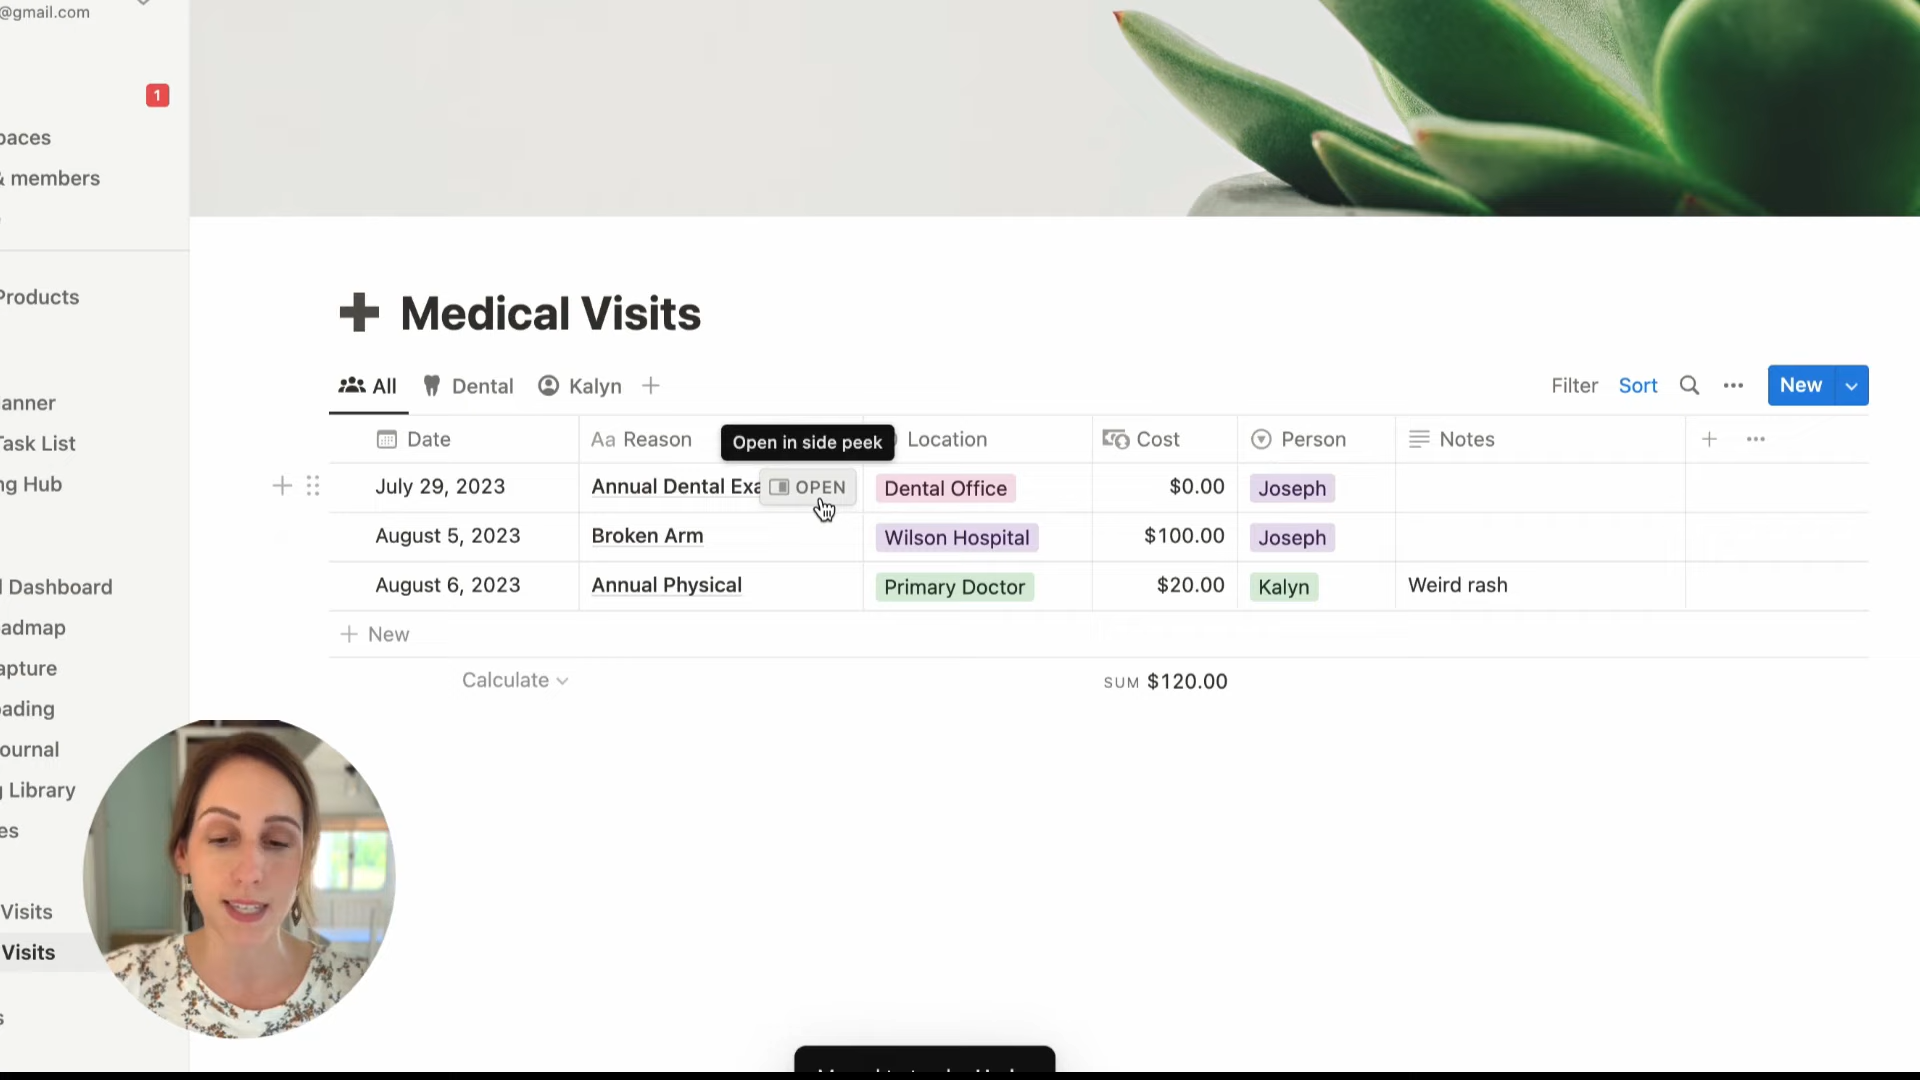 @gmail.com
1
paces
& members
Products
anner
Task List
ng Hub
l Dashboard
admap
apture
ading
ournal
g Library
es
Visits
Visits
s
Medical Visits
All Dental Kalyn
Filter Sort New
Date Aa Reason Location Cost Person Notes
Open in side peek
July 29, 2023 Annual Dental Exa OPEN Dental Office $0.00 Joseph
August 5, 2023 Broken Arm Wilson Hospital $100.00 Joseph
August 6, 2023 Annual Physical Primary Doctor $20.00 Kalyn Weird rash
+ New
Calculate SUM $120.00